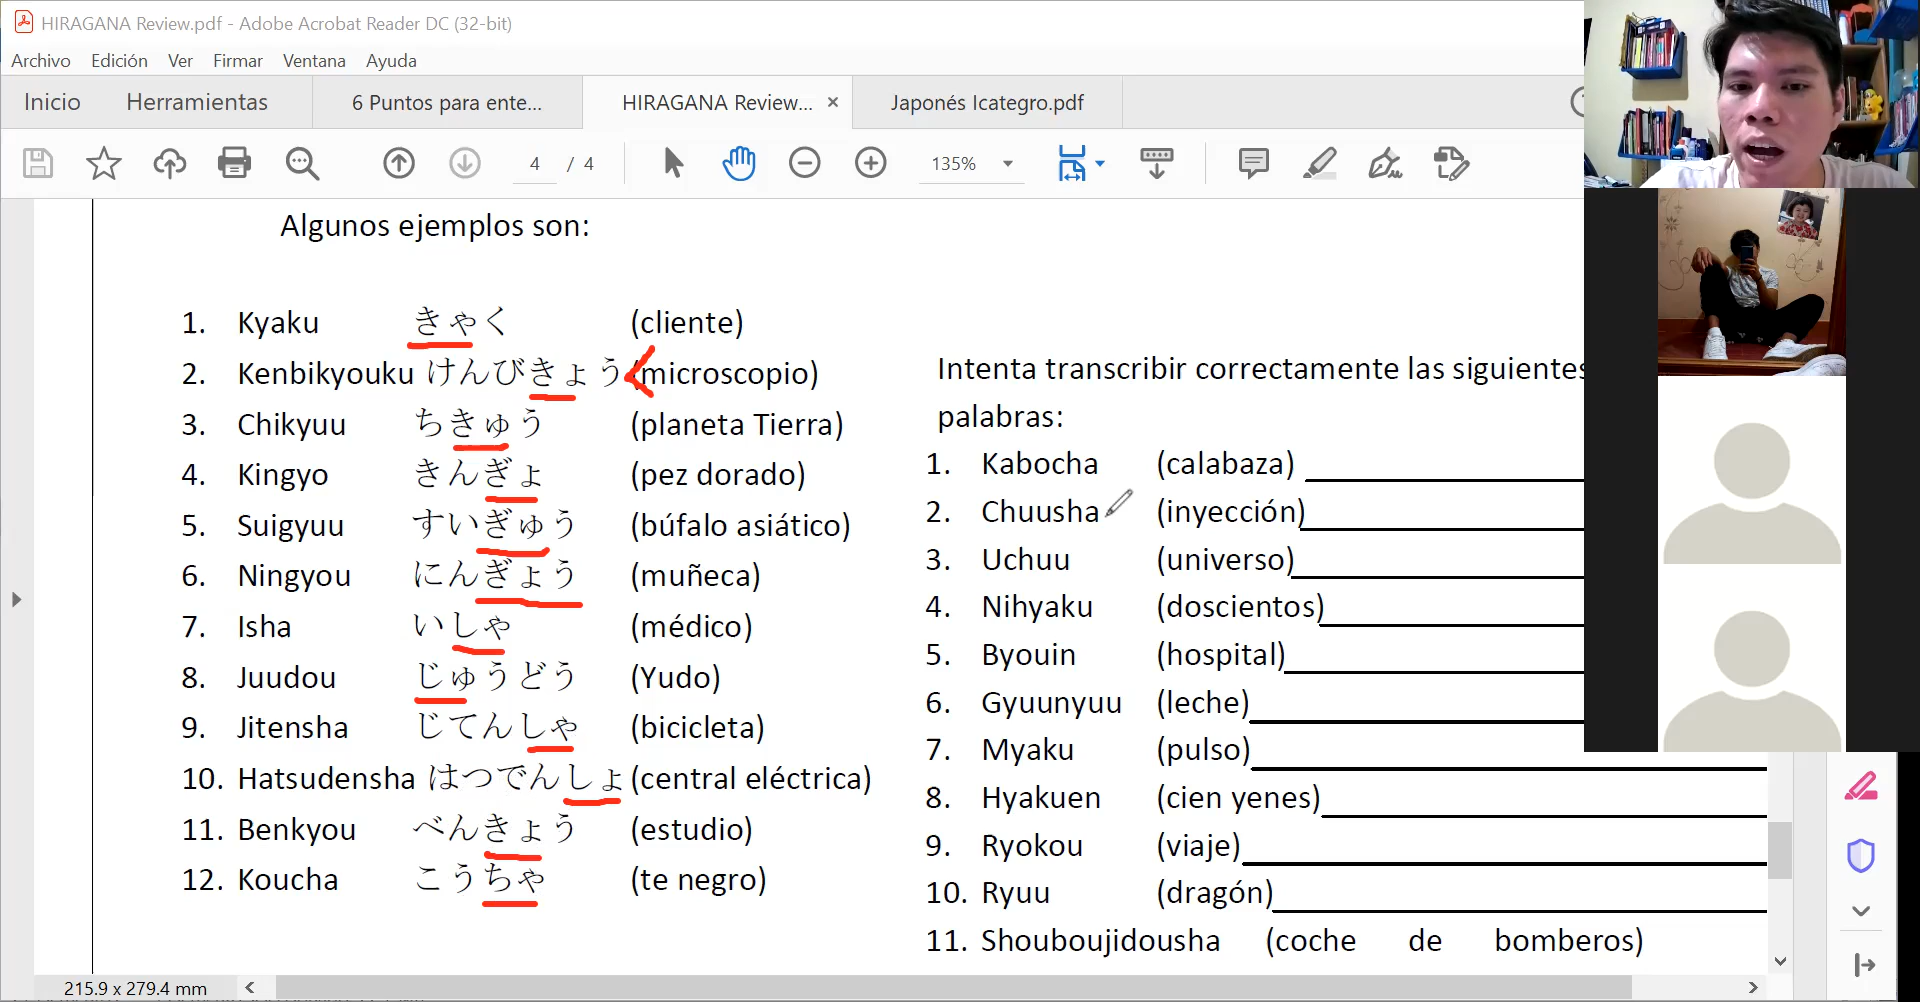 HIRAGANA Review.pdf - Adobe Acrobat Reader DC (32-bit)
Archivo Edición Ver Firmar Ventana Ayuda
Inicio Herramientas 6 Puntos para ente... HIRAGANA Review... × Japonés Icategro.pdf
4 / 4 135%
Algunos ejemplos son:
1. Kyaku きゃく (cliente)
2. Kenbikyouku けんびきょう (microscopio)
3. Chikyuu ちきゅう (planeta Tierra)
4. Kingyo きんぎょ (pez dorado)
5. Suigyuu すいぎゅう (búfalo asiático)
6. Ningyou にんぎょう (muñeca)
7. Isha いしゃ (médico)
8. Juudou じゅうどう (Yudo)
9. Jitensha じてんしゃ (bicicleta)
10. Hatsudensha はつでんしょ (central eléctrica)
11. Benkyou べんきょう (estudio)
12. Koucha こうちゃ (te negro)
Intenta transcribir correctamente las siguientes
palabras:
1. Kabocha (calabaza)
2. Chuusha (inyección)
3. Uchuu (universo)
4. Nihyaku (doscientos)
5. Byouin (hospital)
6. Gyuunyuu (leche)
7. Myaku (pulso)
8. Hyakuen (cien yenes)
9. Ryokou (viaje)
10. Ryuu (dragón)
11. Shouboujidousha (coche de bomberos)
215.9 x 279.4 mm